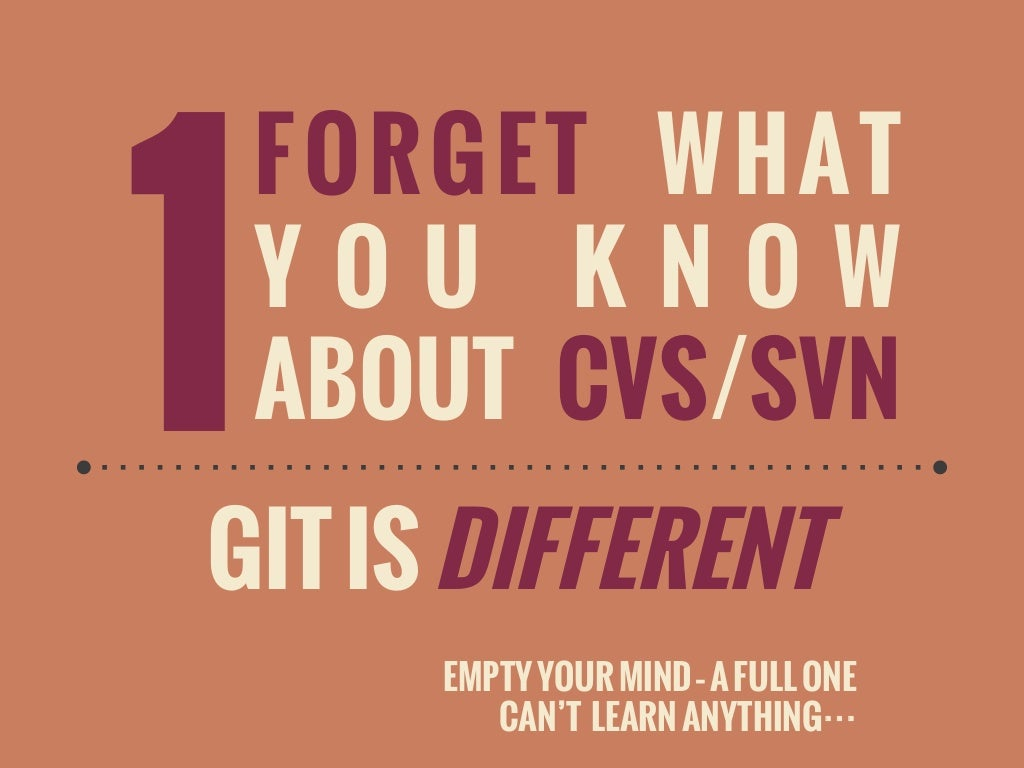 1
FORGET WHAT
YOU KNOW
ABOUT CVS/SVN
GIT IS DIFFERENT
EMPTY YOUR MIND - A FULL ONE
CAN’T LEARN ANYTHING...